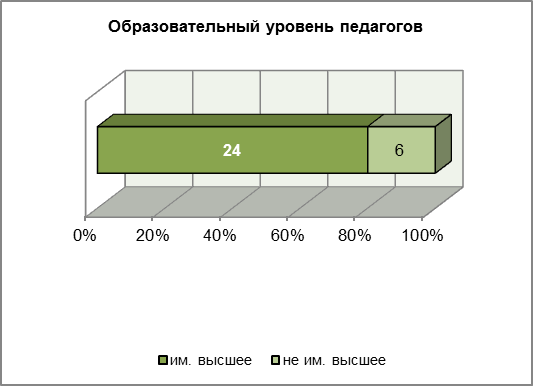 Образовательный уровень педагогов
24 6
0% 20% 40% 60% 80% 100%
им. высшее не им. высшее